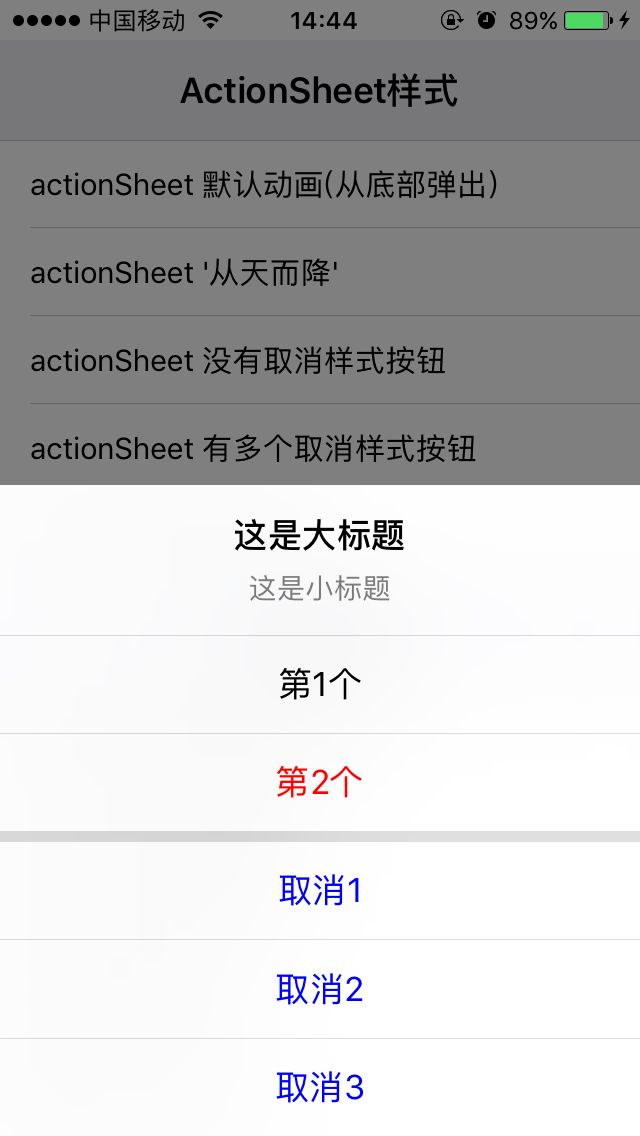 中国移动 14:44 89%
ActionSheet样式
actionSheet 默认动画(从底部弹出)
actionSheet '从天而降'
actionSheet 没有取消样式按钮
actionSheet 有多个取消样式按钮
这是大标题
这是小标题
第1个
第2个
取消1
取消2
取消3